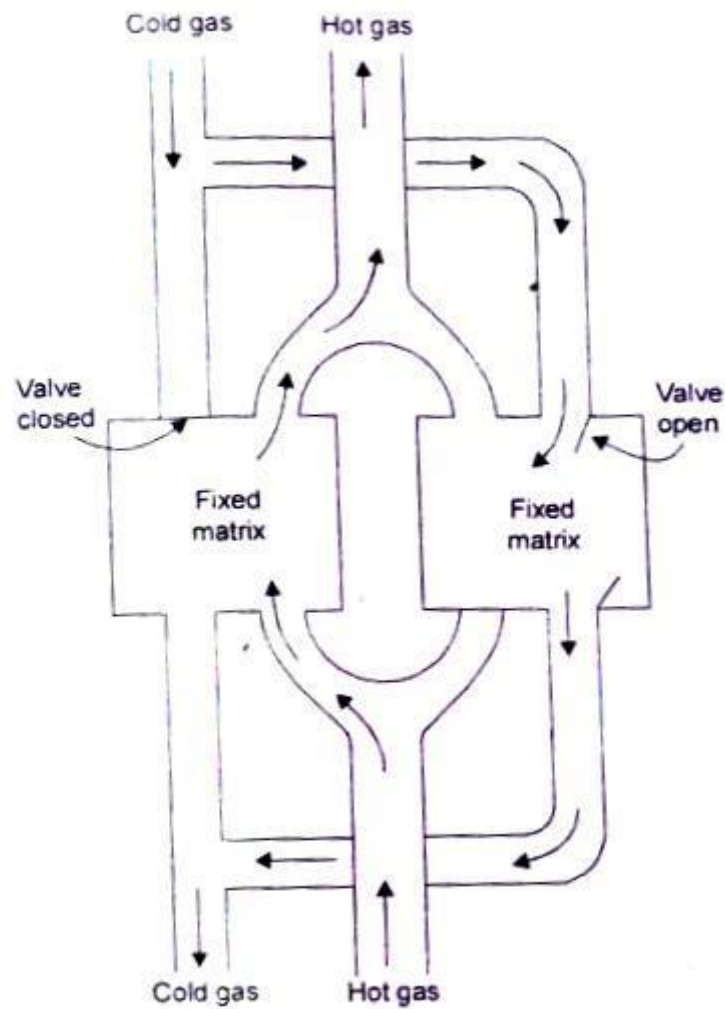 Cold gas
Hot gas
Valve
closed
Valve
open
Fixed
matrix
Fixed
matrix
Cold gas
Hot gas